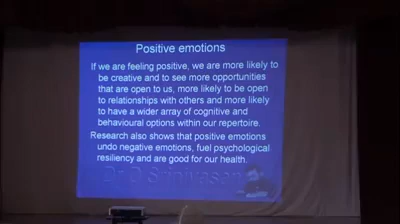 Positive emotions
If we are feeling positive, we are more likely to
be creative and to see more opportunities
that are open to us, more likely to be open
to relationships with others and more likely
to have a wider array of cognitive and
behavioural options within our repertoire.
Research also shows that positive emotions
undo negative emotions, fuel psychological
resiliency and are good for our health.
Dr D Srinivasan